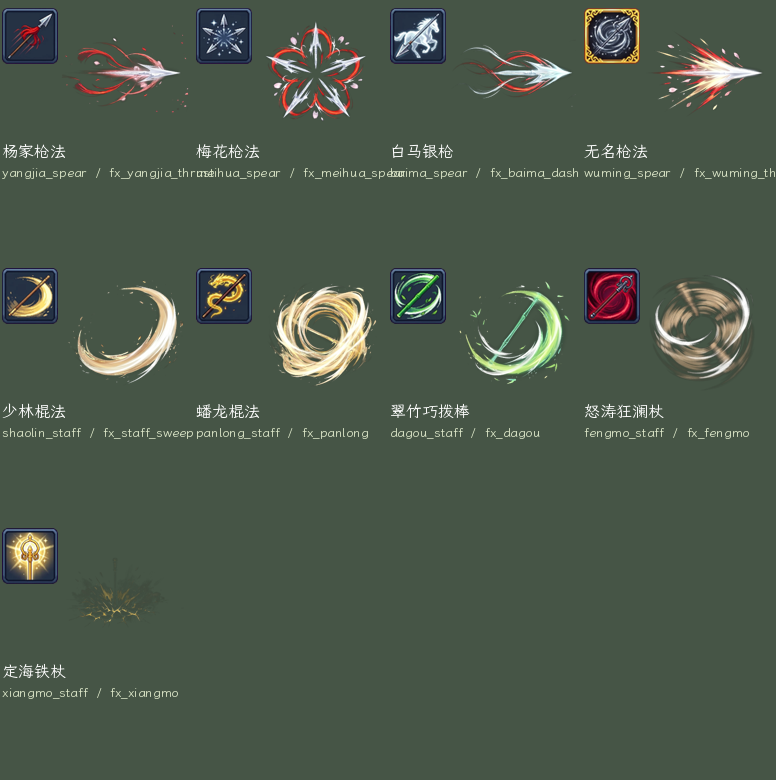 杨家枪法
yangjia_spear / fx_yangjia_thrust
梅花枪法
meihua_spear / fx_meihua_spear
白马银枪
baima_spear / fx_baima_dash
无名枪法
wuming_spear / fx_wuming_th
少林棍法
shaolin_staff / fx_staff_sweep
蟠龙棍法
panlong_staff / fx_panlong
翠竹巧拨棒
dagou_staff / fx_dagou
怒涛狂澜杖
fengmo_staff / fx_fengmo
定海铁杖
xiangmo_staff / fx_xiangmo